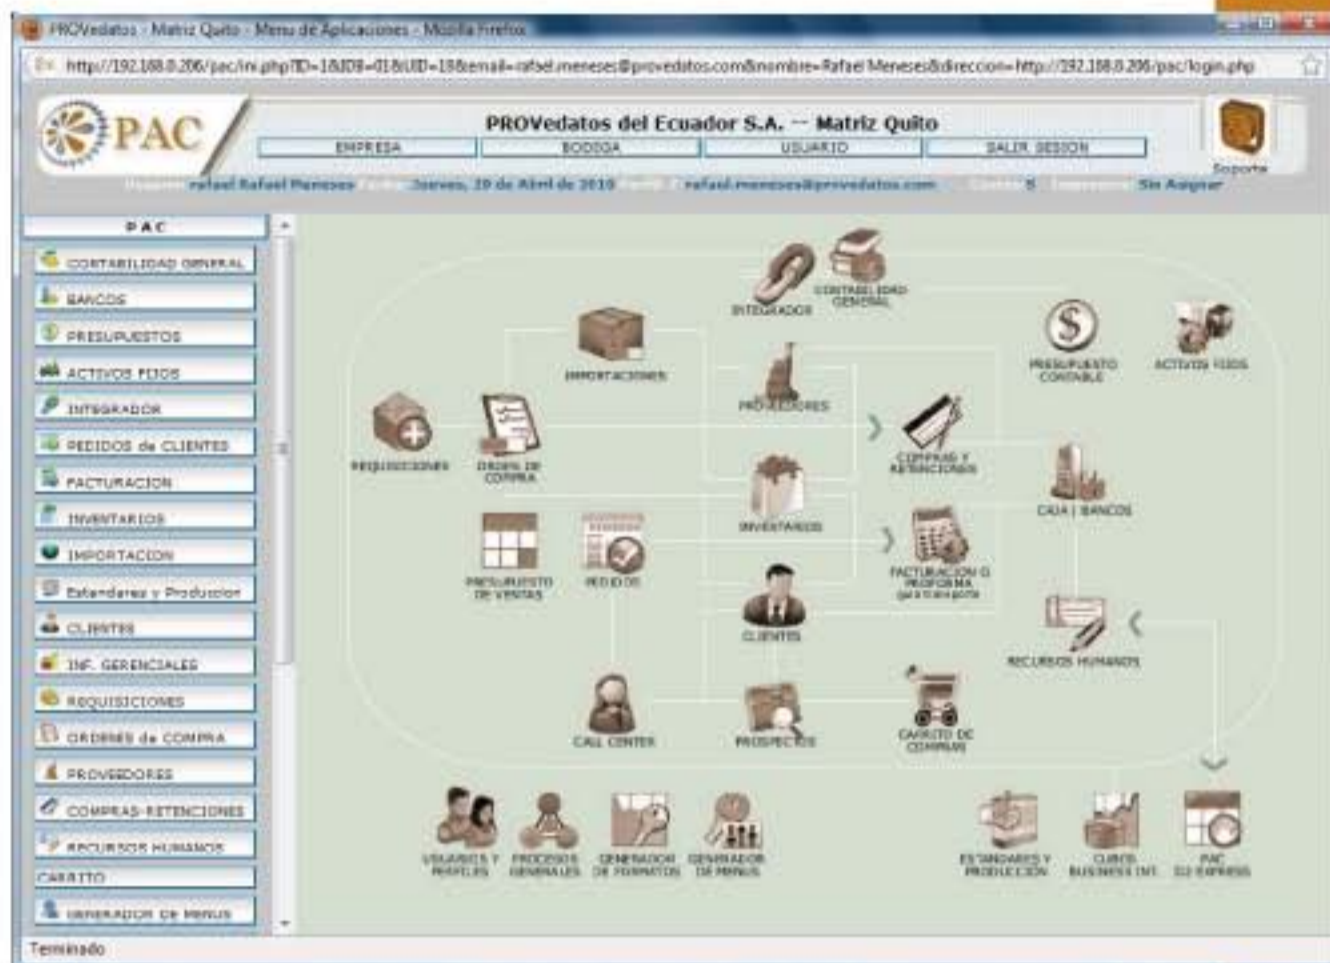 PROVedatos - Matriz Quito - Menu de Aplicaciones - Mozilla Firefox
PAC
PROVedatos del Ecuador S.A. -- Matriz Quito
EMPRESA BODEGA USUARIO SALIR SESION
Soporte
rafael Rafael Meneses Jueves, 29 de Abril de 2010 rafael.meneses@provedatos.com 5 Sin Asignar
PAC
CONTABILIDAD GENERAL
BANCOS
PRESUPUESTOS
ACTIVOS FIJOS
INTEGRADOR
PEDIDOS de CLIENTES
FACTURACION
INVENTARIOS
IMPORTACION
Estandares y Produccion
CLIENTES
INF. GERENCIALES
REQUISICIONES
ORDENES de COMPRA
PROVEEDORES
COMPRAS-RETENCIONES
RECURSOS HUMANOS
CARRITO
GENERADOR DE MENUS
INTEGRADOR
CONTABILIDAD
GENERAL
IMPORTACIONES
PROVEEDORES
PRESUPUESTO
CONTABLE
ACTIVOS FIJOS
REQUISICIONES
ORDEN DE
COMPRA
COMPRAS Y
RETENCIONES
INVENTARIOS
CAJA | BANCOS
PRESUPUESTO
DE VENTAS
PEDIDOS
FACTURACION O
PROFORMA
guia transporte
CLIENTES
RECURSOS HUMANOS
CALL CENTER
PROSPECTOS
CARRITO DE
COMPRAS
USUARIOS Y
PERFILES
PROCESOS
GENERALES
GENERADOR
DE FORMATOS
GENERADOR
DE MENUS
ESTANDARES Y
PRODUCCIÓN
CUBOS
BUSINESS INT.
PAC
EXPRESS
Terminado